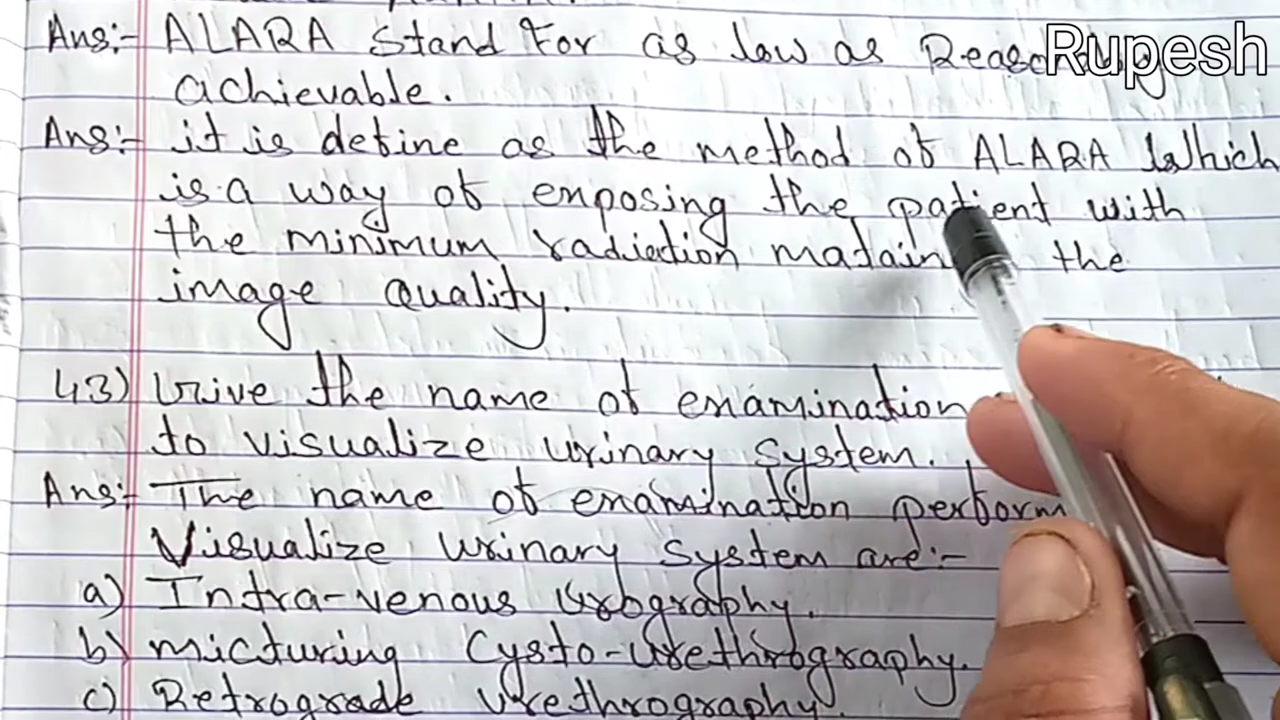 Ans:- ALARA Stand For as low as
Rupesh
achievable.
Ans:- it is define as the method of ALARA Which
is a way of exposing the patient with
the minimum radiation the
image Quality.
43) Give the name of examination
to visualize urinary system.
Ans:- The name of examination perform
Visualize urinary system are:-
a) Intra-venous urography.
b) micturing Cysto-urethrography.
c) Retrograde urethrography.